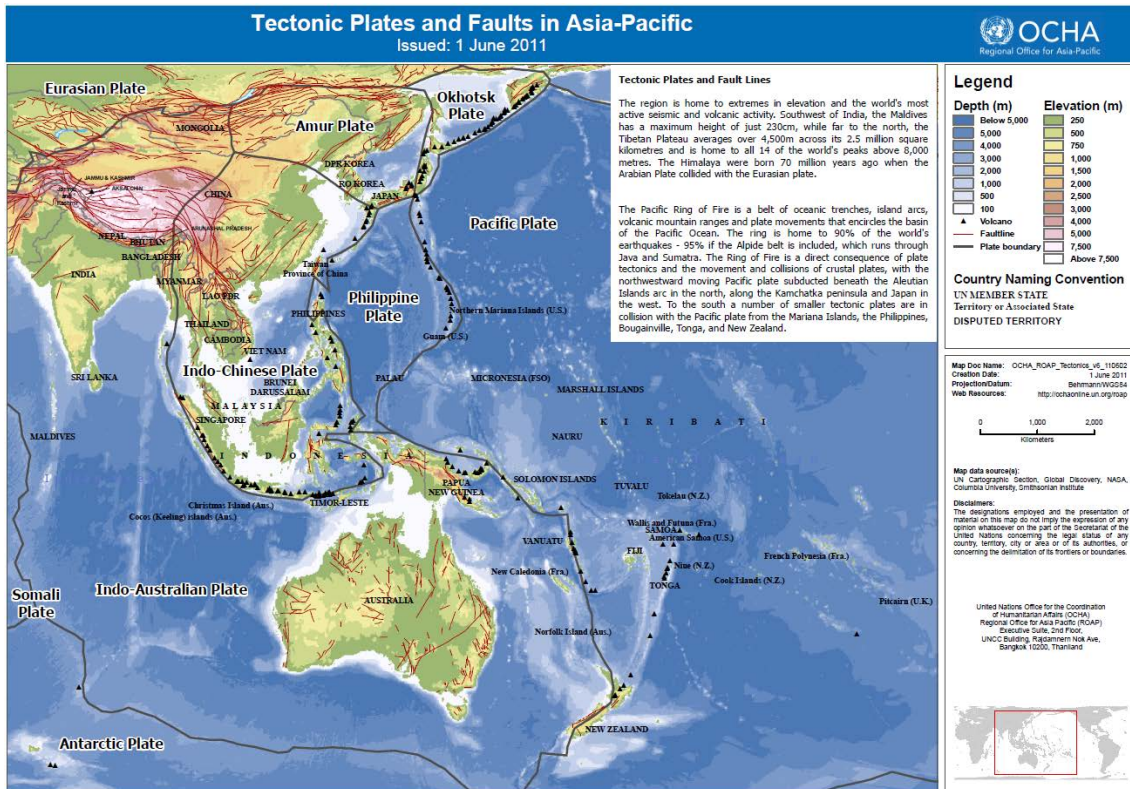 Tectonic Plates and Faults in Asia-Pacific
Issued: 1 June 2011
OCHA
Regional Office for Asia-Pacific
Eurasian Plate
Okhotsk
Plate
Amur Plate
MONGOLIA
DPR KOREA
RO KOREA
JAPAN
JAMMU & KASHMIR
AKSAI CHIN
Jammu
and
Kashmir
CHINA
ARUNACHAL PRADESH
NEPAL
BHUTAN
BANGLADESH
INDIA
MYANMAR
LAO PDR
THAILAND
CAMBODIA
VIET NAM
Taiwan
Province of China
Pacific Plate
Philippine
Plate
PHILIPPINES
Northern Mariana Islands (U.S.)
Guam (U.S.)
Indo-Chinese Plate
BRUNEI
DARUSSALAM
PALAU
MICRONESIA (FSO)
MARSHALL ISLANDS
SRI LANKA
MALAYSIA
SINGAPORE
MALDIVES
INDONESIA
NAURU
KIRIBATI
PAPUA
NEW GUINEA
SOLOMON ISLANDS
TUVALU
Tokelau (N.Z.)
TIMOR-LESTE
Christmas Island (Aus.)
Cocos (Keeling) islands (Aus.)
Wallis and Futuna (Fra.)
SAMOA
American Samoa (U.S.)
VANUATU
FIJI
French Polynesia (Fra.)
New Caledonia (Fra.)
Niue (N.Z.)
TONGA
Cook Islands (N.Z.)
Pitcairn (U.K.)
Indo-Australian Plate
Somali
Plate
AUSTRALIA
Norfolk Island (Aus.)
NEW ZEALAND
Antarctic Plate
Tectonic Plates and Fault Lines
The region is home to extremes in elevation and the world's most
active seismic and volcanic activity. Southwest of India, the Maldives
has a maximum height of just 230cm, while far to the north, the
Tibetan Plateau averages over 4,500m across its 2.5 million square
kilometres and is home to all 14 of the world's peaks above 8,000
metres. The Himalaya were born 70 million years ago when the
Arabian Plate collided with the Eurasian plate.
The Pacific Ring of Fire is a belt of oceanic trenches, island arcs,
volcanic mountain ranges and plate movements that encircles the basin
of the Pacific Ocean. The ring is home to 90% of the world's
earthquakes - 95% if the Alpide belt is included, which runs through
Java and Sumatra. The Ring of Fire is a direct consequence of plate
tectonics and the movement and collisions of crustal plates, with the
northwestward moving Pacific plate subducted beneath the Aleutian
Islands arc in the north, along the Kamchatka peninsula and Japan in
the west. To the south a number of smaller tectonic plates are in
collision with the Pacific plate from the Mariana Islands, the Philippines,
Bougainville, Tonga, and New Zealand.
Legend
Depth (m)
Below 5,000
5,000
4,000
3,000
2,000
1,000
500
100
Volcano
Faultline
Plate boundary
Elevation (m)
250
500
750
1,000
1,500
2,000
2,500
3,000
4,000
5,000
7,500
Above 7,500
Country Naming Convention
UN MEMBER STATE
Territory or Associated State
DISPUTED TERRITORY
Map Doc Name: OCHA_ROAP_Tectonics_v6_110602
Creation Date: 1 June 2011
Projection/Datum: Behrmann/WGS84
Web Resources: http://ochaonline.un.org/roap
0 1,000 2,000
Kilometers
Map data source(s):
UN Cartographic Section, Global Discovery, NASA,
Columbia University, Smithsonian Institute
Disclaimers:
The designations employed and the presentation of
material on this map do not imply the expression of any
opinion whatsoever on the part of the Secretariat of the
United Nations concerning the legal status of any
country, territory, city or area or of its authorities, or
concerning the delimitation of its frontiers or boundaries.
United Nations Office for the Coordination
of Humanitarian Affairs (OCHA)
Regional Office for Asia Pacific (ROAP)
Executive Suite, 2nd Floor,
UNCC Building, Rajdamnern Nok Ave,
Bangkok 10200, Thailand